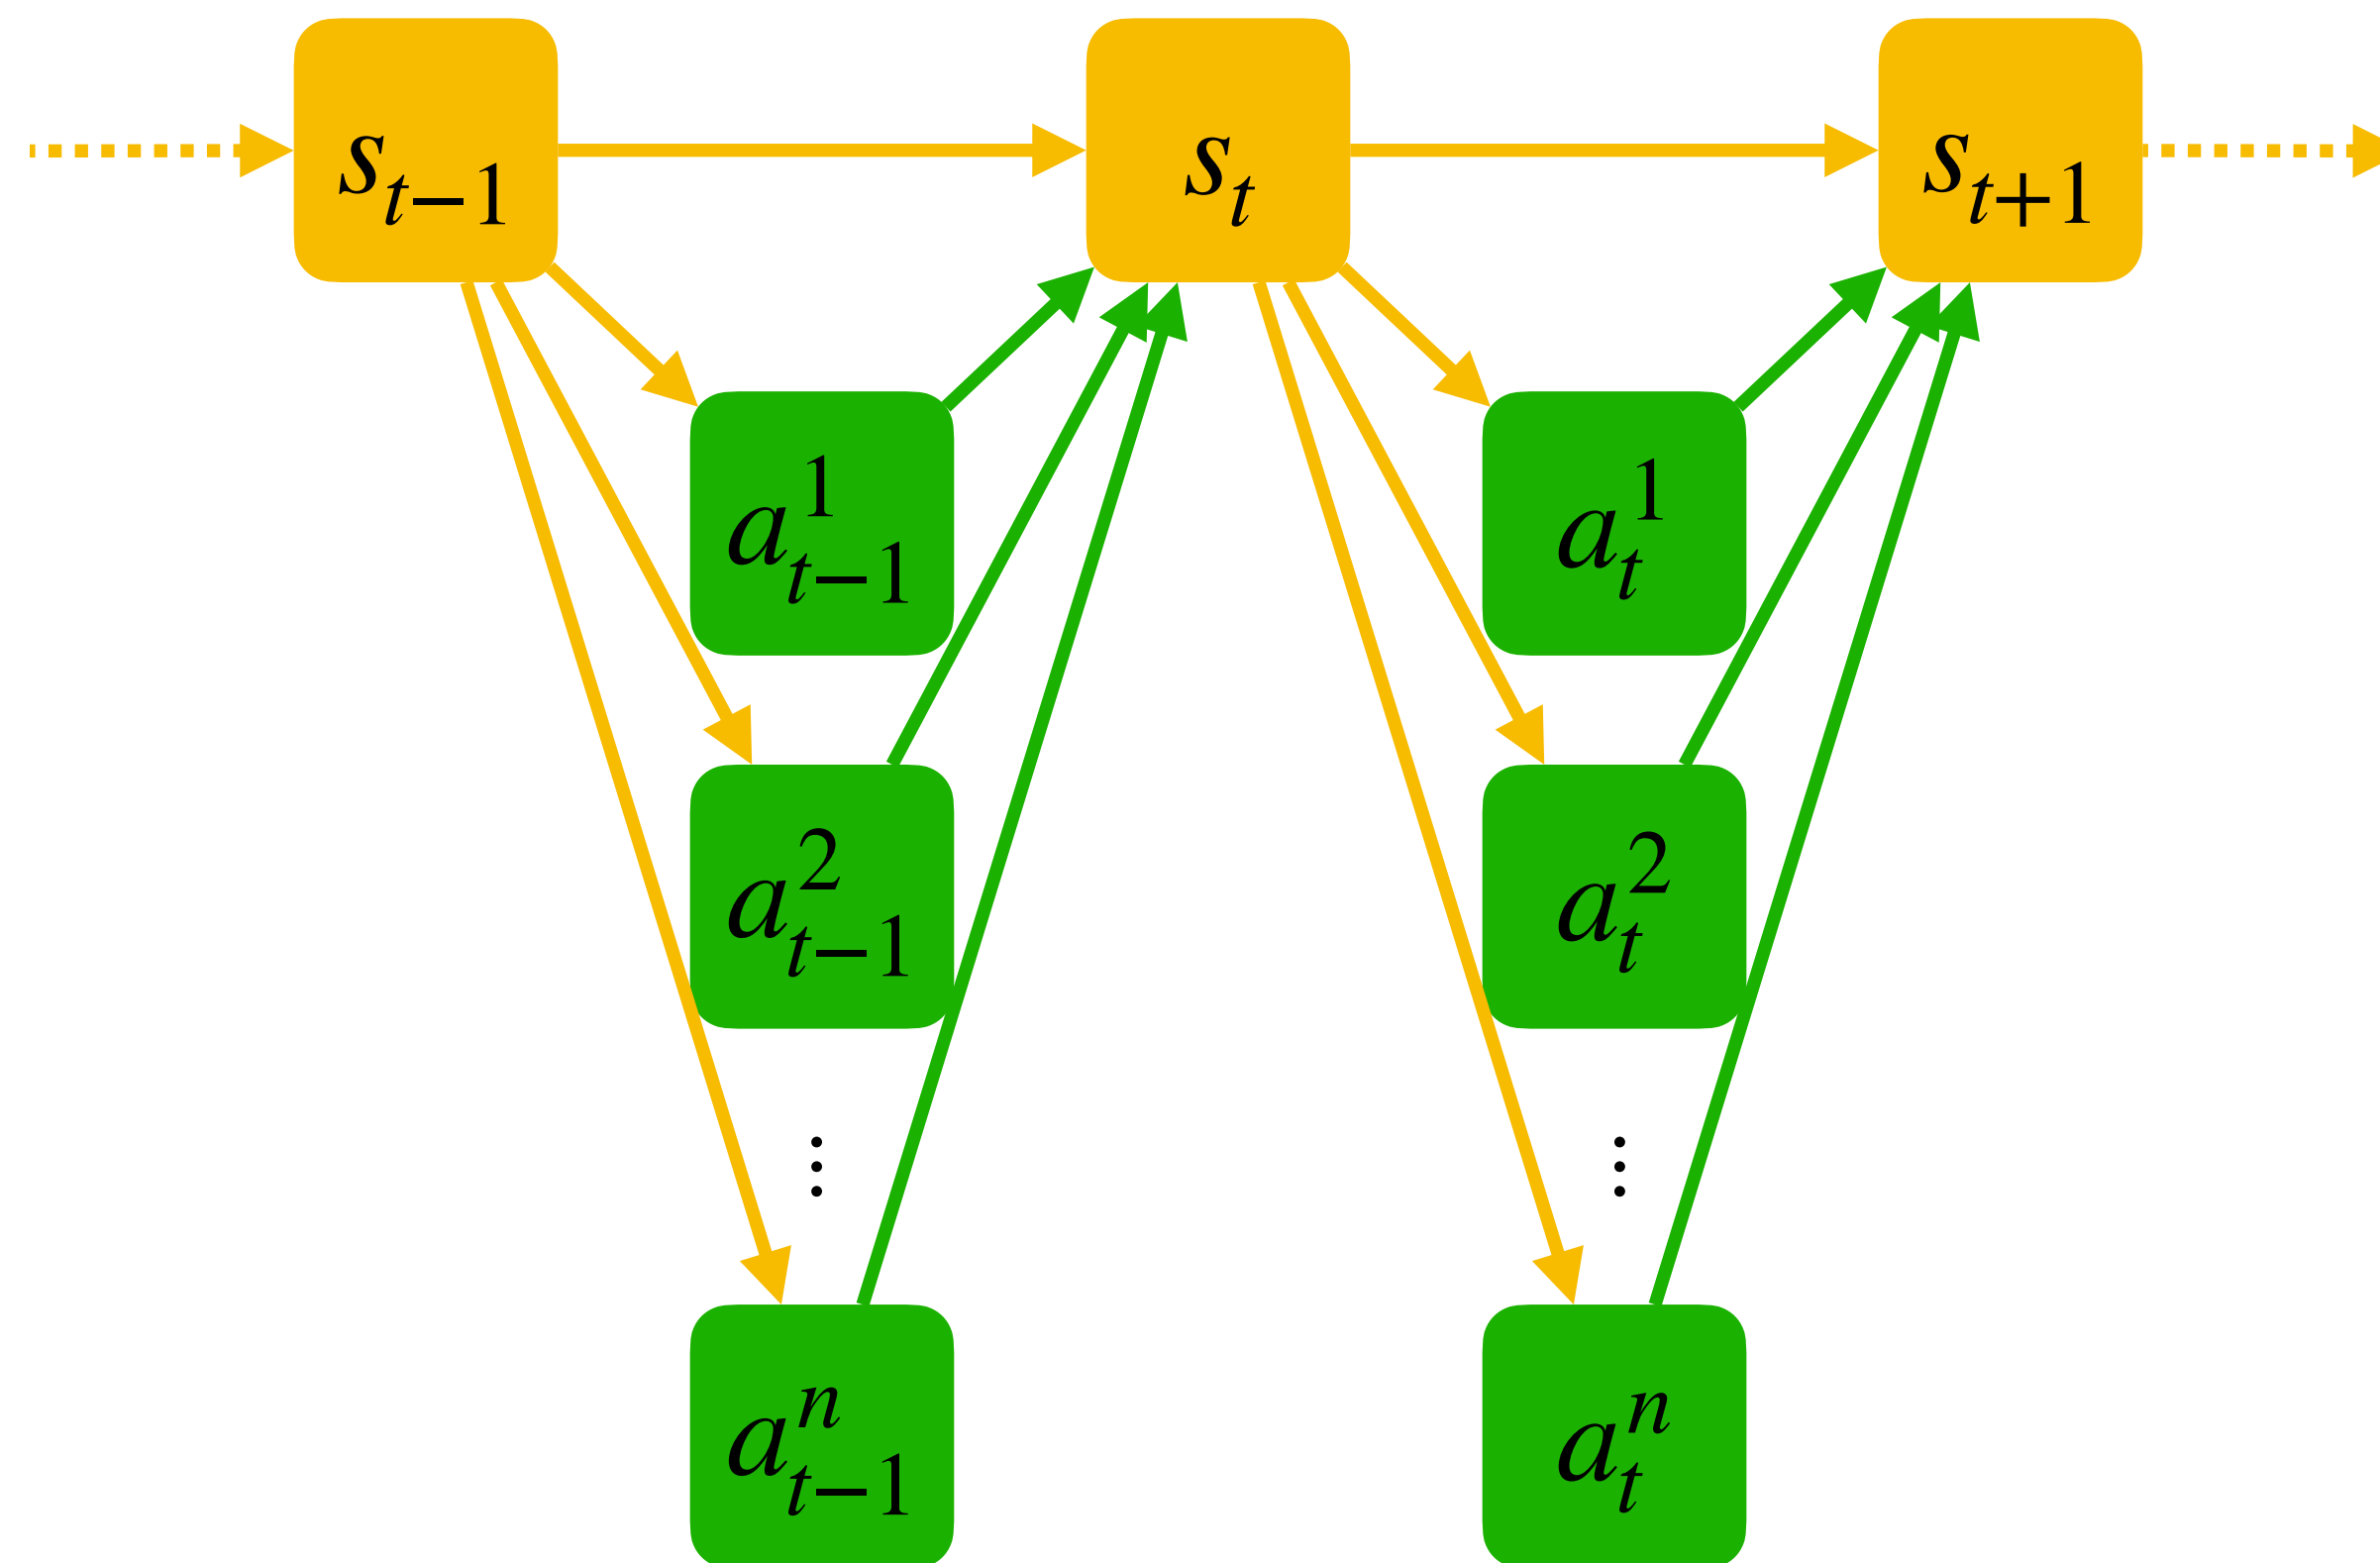 s_{t−1} s_t s_{t+1}
a^1_{t−1} a^1_t
a^2_{t−1} a^2_t
⋮ ⋮
a^n_{t−1} a^n_t